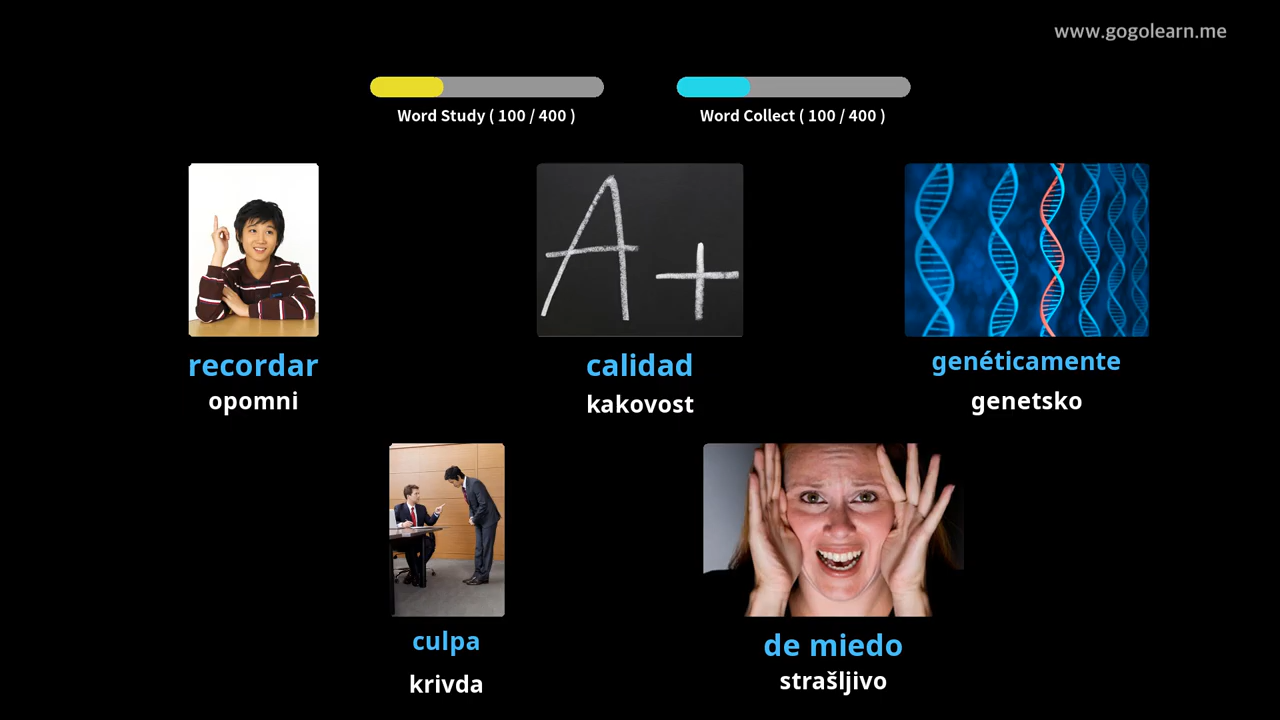 www.gogolearn.me
Word Study ( 100 / 400 )
Word Collect ( 100 / 400 )
A+
recordar
opomni
calidad
kakovost
genéticamente
genetsko
culpa
krivda
de miedo
strašljivo